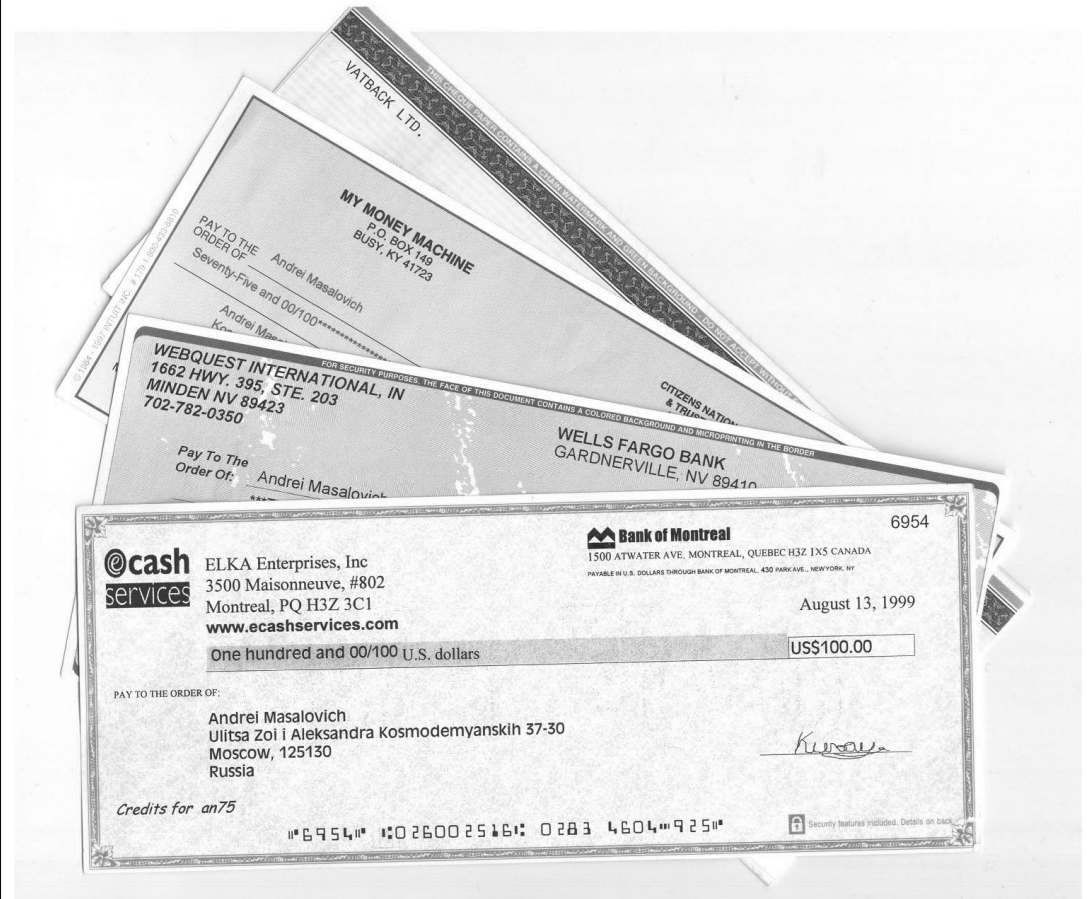 THIS CHEQUE PAPER CONTAINS A CHAIN WATERMARK AND GREEN BACKGROUND. DO NOT ACCEPT WITHOUT
VATBACK LTD.
MY MONEY MACHINE
P.O. BOX 149
BUSY, KY 41723
PAY TO THE
ORDER OF
Andrei Masalovich
Seventy-Five and 00/100
Andrei Mas
CITIZENS NATIO
& TRUS
FOR SECURITY PURPOSES, THE FACE OF THIS DOCUMENT CONTAINS A COLORED BACKGROUND AND MICROPRINTING IN THE BORDER
WEBQUEST INTERNATIONAL, IN
1662 HWY. 395, STE. 203
MINDEN NV 89423
702-782-0350
WELLS FARGO BANK
GARDNERVILLE, NV 89410
Pay To The
Order Of: Andrei Masalovich
6954
@cash
services
ELKA Enterprises, Inc
3500 Maisonneuve, #802
Montreal, PQ H3Z 3C1
www.ecashservices.com
Bank of Montreal
1500 ATWATER AVE. MONTREAL, QUEBEC H3Z 1X5 CANADA
PAYABLE IN U.S. DOLLARS THROUGH BANK OF MONTREAL, 430 PARK AVE., NEW YORK, NY
August 13, 1999
One hundred and 00/100 U.S. dollars
US$100.00
PAY TO THE ORDER OF:
Andrei Masalovich
Ulitsa Zoi i Aleksandra Kosmodemyanskih 37-30
Moscow, 125130
Russia
Credits for an75
⑈6954⑈ ⑆026002516⑆ 0283 4604⑉925⑈
Security features included. Details on back.